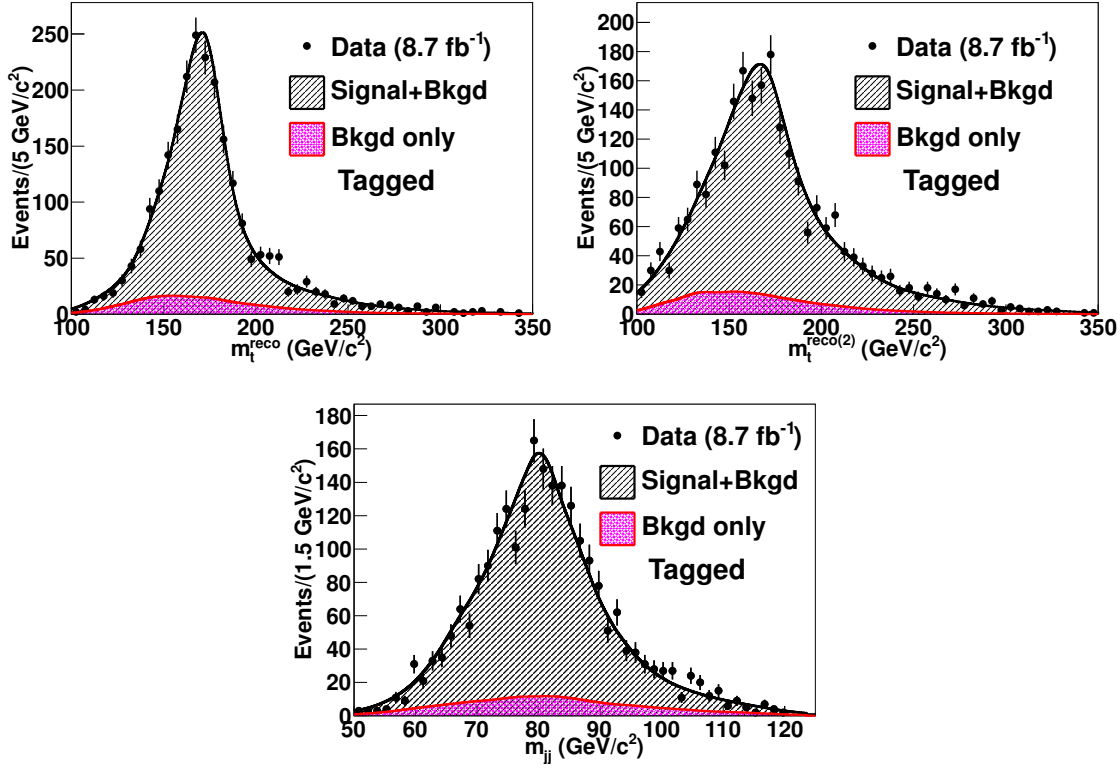 Events/(5 GeV/c²)
250
200
150
100
50
0
Data (8.7 fb⁻¹)
Signal+Bkgd
Bkgd only
Tagged
100 150 200 250 300 350
m_t^reco (GeV/c²)
Events/(5 GeV/c²)
200
180
160
140
120
100
80
60
40
20
0
Data (8.7 fb⁻¹)
Signal+Bkgd
Bkgd only
Tagged
100 150 200 250 300 350
m_t^reco(2) (GeV/c²)
Events/(1.5 GeV/c²)
180
160
140
120
100
80
60
40
20
0
Data (8.7 fb⁻¹)
Signal+Bkgd
Bkgd only
Tagged
50 60 70 80 90 100 110 120
m_jj (GeV/c²)